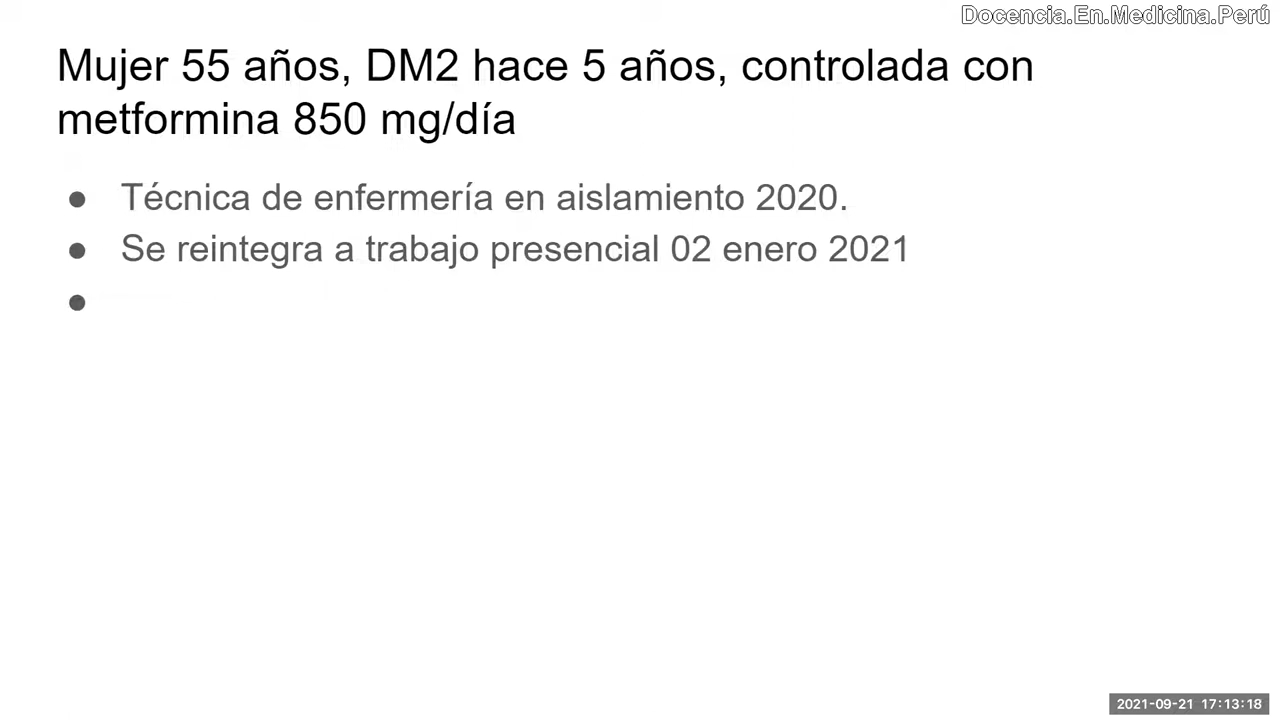 Docencia.En.Medicina.Perú
Mujer 55 años, DM2 hace 5 años, controlada con
metformina 850 mg/día
● Técnica de enfermería en aislamiento 2020.
● Se reintegra a trabajo presencial 02 enero 2021
●
2021-09-21 17:13:18